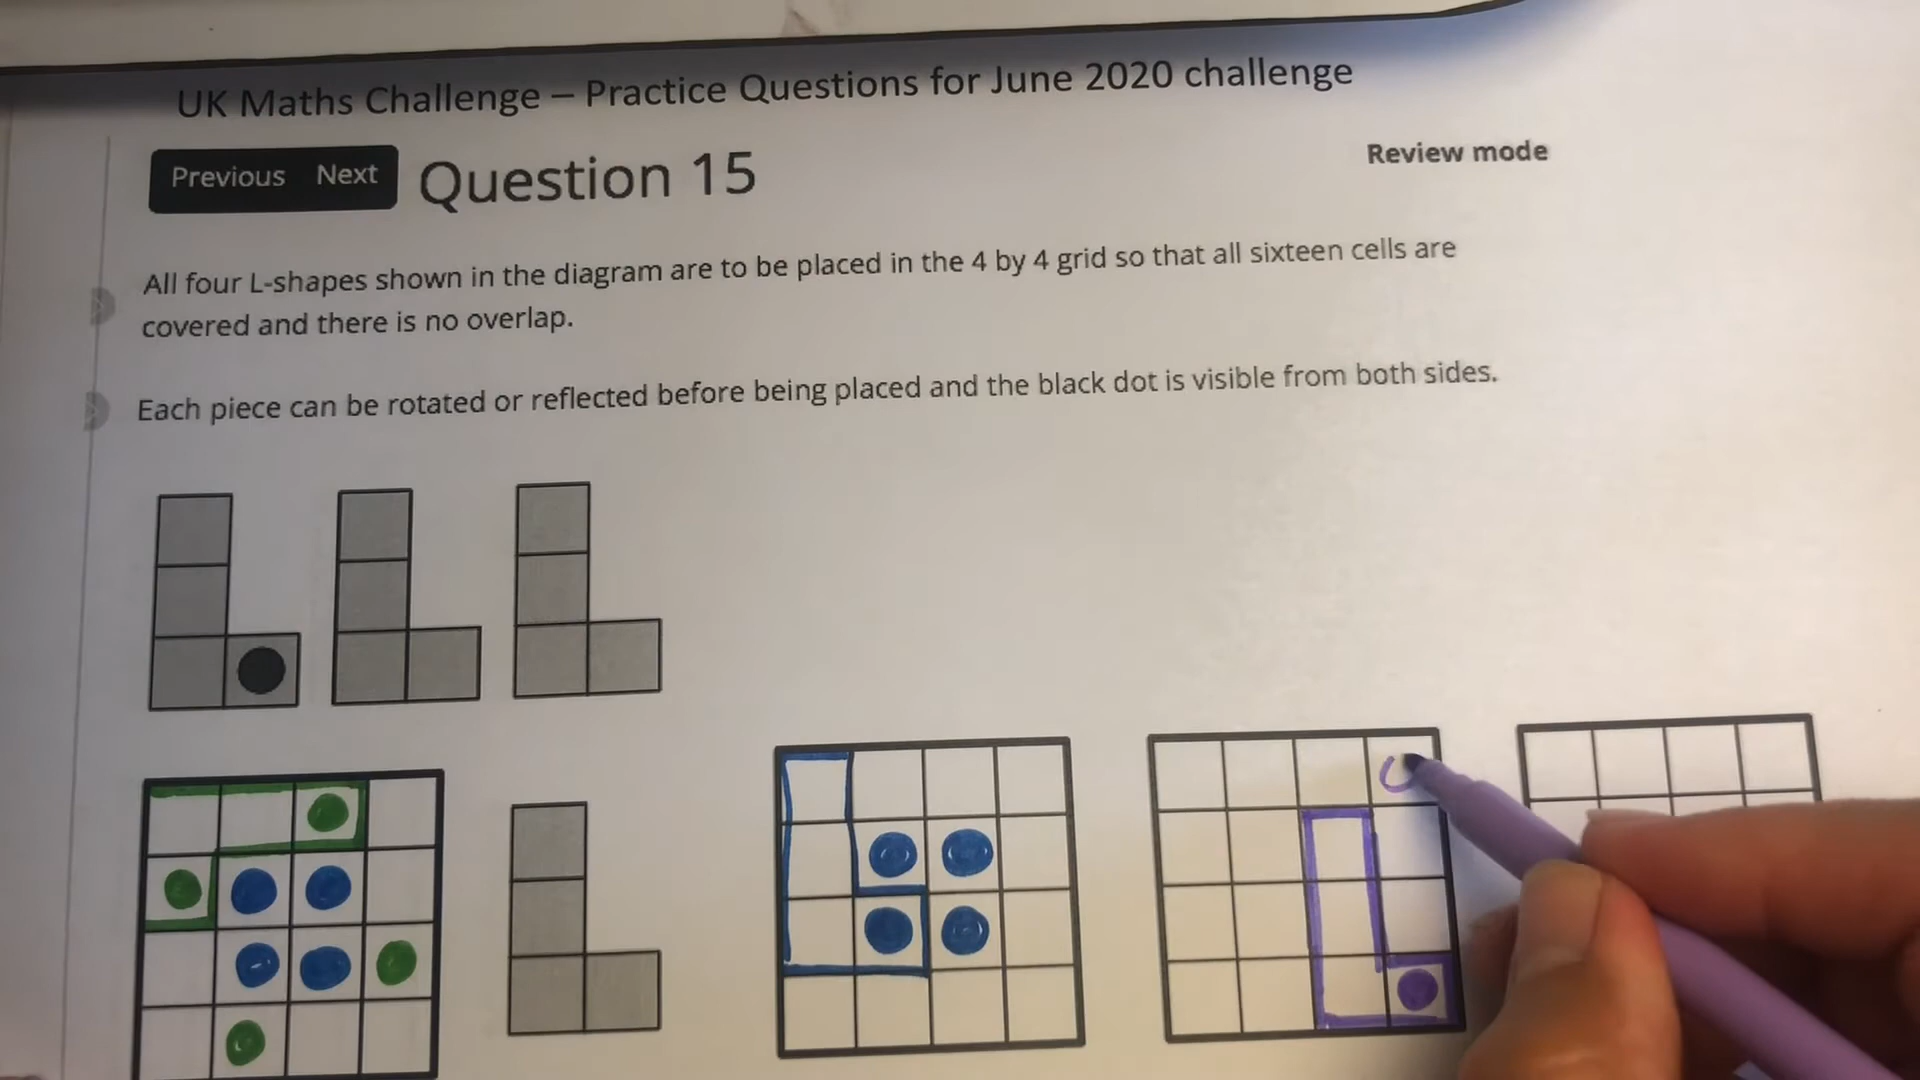 UK Maths Challenge – Practice Questions for June 2020 challenge
Previous Next Question 15
Review mode
All four L-shapes shown in the diagram are to be placed in the 4 by 4 grid so that all sixteen cells are
covered and there is no overlap.
Each piece can be rotated or reflected before being placed and the black dot is visible from both sides.